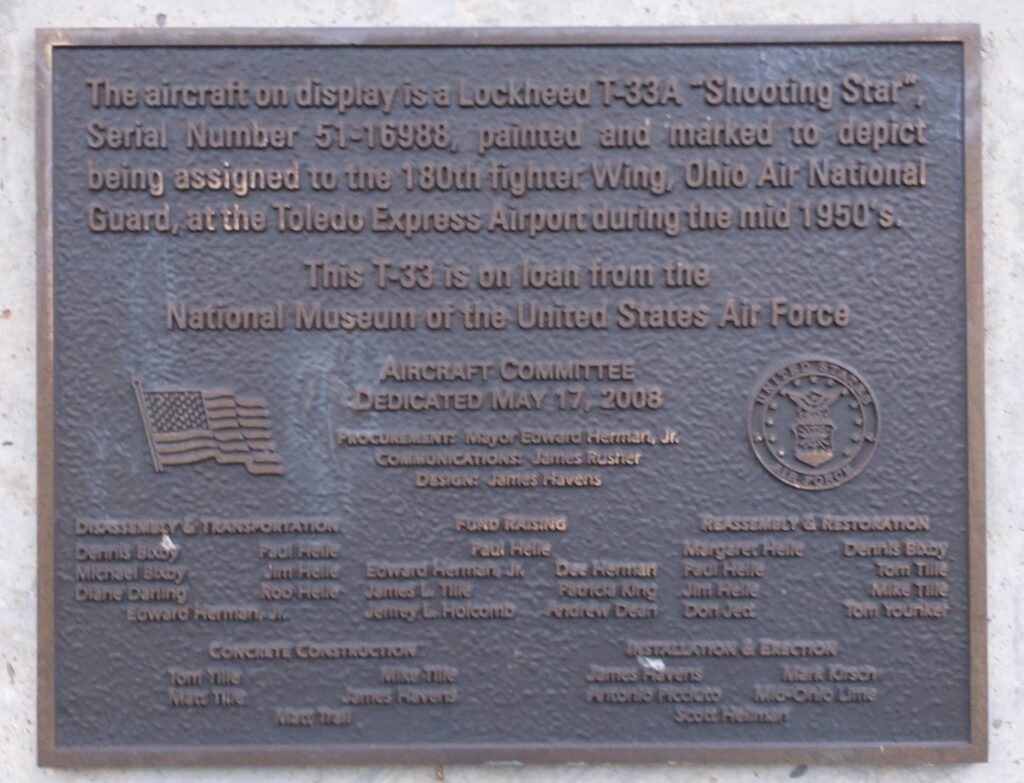 The aircraft on display is a Lockheed T-33A "Shooting Star",
Serial Number 51-16988, painted and marked to depict
being assigned to the 180th fighter Wing, Ohio Air National
Guard, at the Toledo Express Airport during the mid 1950's.
This T-33 is on loan from the
National Museum of the United States Air Force
AIRCRAFT COMMITTEE
DEDICATED MAY 17, 2008
PROCUREMENT: Mayor Edward Herman, Jr.
COMMUNICATIONS: James Rusher
DESIGN: James Havens
UNITED STATES
AIR FORCE
DISASSEMBLY & TRANSPORTATION
Dennis Bixby Paul Helle
Michael Bixby Jim Helle
Diane Darling Rob Helle
Edward Herman, Jr.
FUND RAISING
Paul Helle
Edward Herman, Jr. Dee Herman
James L. Tille Patricia King
Jerrey L. Holcomb Andrew Dean
REASSEMBLY & RESTORATION
Margaret Helle Dennis Bixby
Paul Helle Tom Tille
Jim Helle Mike Tille
Don Tom Younker
CONCRETE CONSTRUCTION
Tom Tille Mike Tille
Matt Tille James Havens
Matt
INSTALLATION & ERECTION
James Havens Mark Kirsch
Antonio Mid-Ohio Lime
Scott Hellman